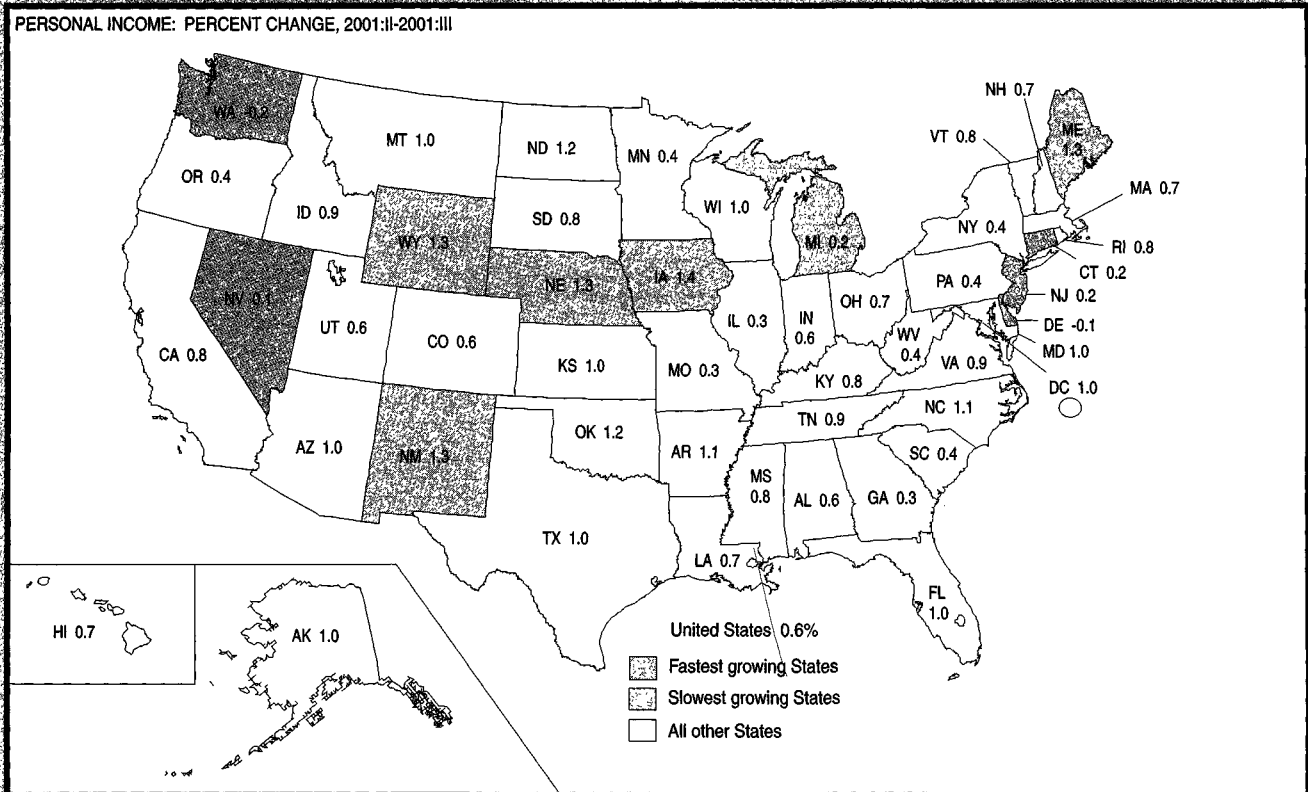 PERSONAL INCOME: PERCENT CHANGE, 2001:II-2001:III
NH 0.7
VT 0.8
ME
1.3
WA -0.2
MT 1.0
ND 1.2
MN 0.4
OR 0.4
MA 0.7
ID 0.9
SD 0.8
WI 1.0
NY 0.4
WY 1.3
MI 0.2
RI 0.8
CT 0.2
NE 1.3
IA 1.4
PA 0.4
NJ 0.2
NV 0.1
OH 0.7
IL 0.3
IN
0.6
DE -0.1
UT 0.6
CO 0.6
WV
0.4
MD 1.0
CA 0.8
KS 1.0
MO 0.3
VA 0.9
KY 0.8
DC 1.0
TN 0.9
NC 1.1
OK 1.2
AZ 1.0
NM 1.3
AR 1.1
SC 0.4
MS
0.8
AL 0.6
GA 0.3
TX 1.0
LA 0.7
FL
1.0
HI 0.7
AK 1.0
United States 0.6%
Fastest growing States
Slowest growing States
All other States